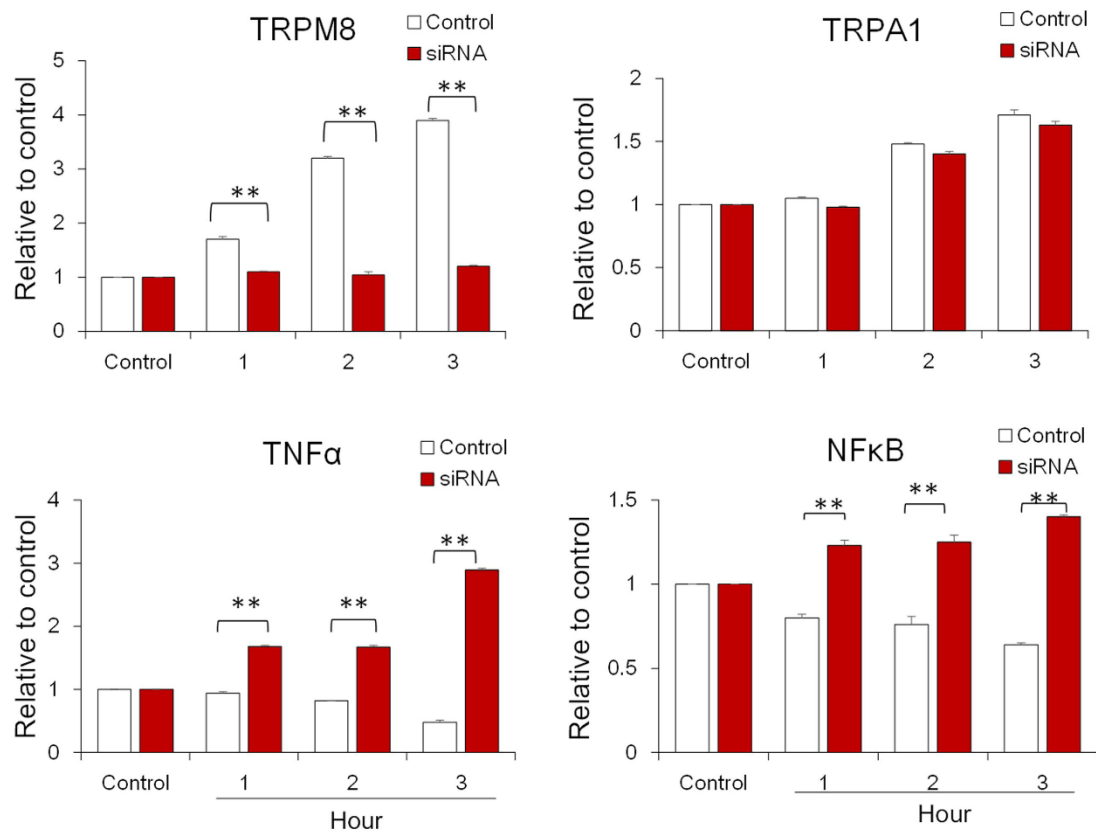 TRPM8
Control
siRNA
Relative to control
5
4
3
2
1
0
**
**
**
Control
1
2
3
TRPA1
Control
siRNA
Relative to control
2
1.5
1
0.5
0
Control
1
2
3
TNFα
Control
siRNA
Relative to control
4
3
2
1
0
**
**
**
Control
1
2
3
Hour
NFκB
Control
siRNA
Relative to control
1.5
1
0.5
0
**
**
**
Control
1
2
3
Hour